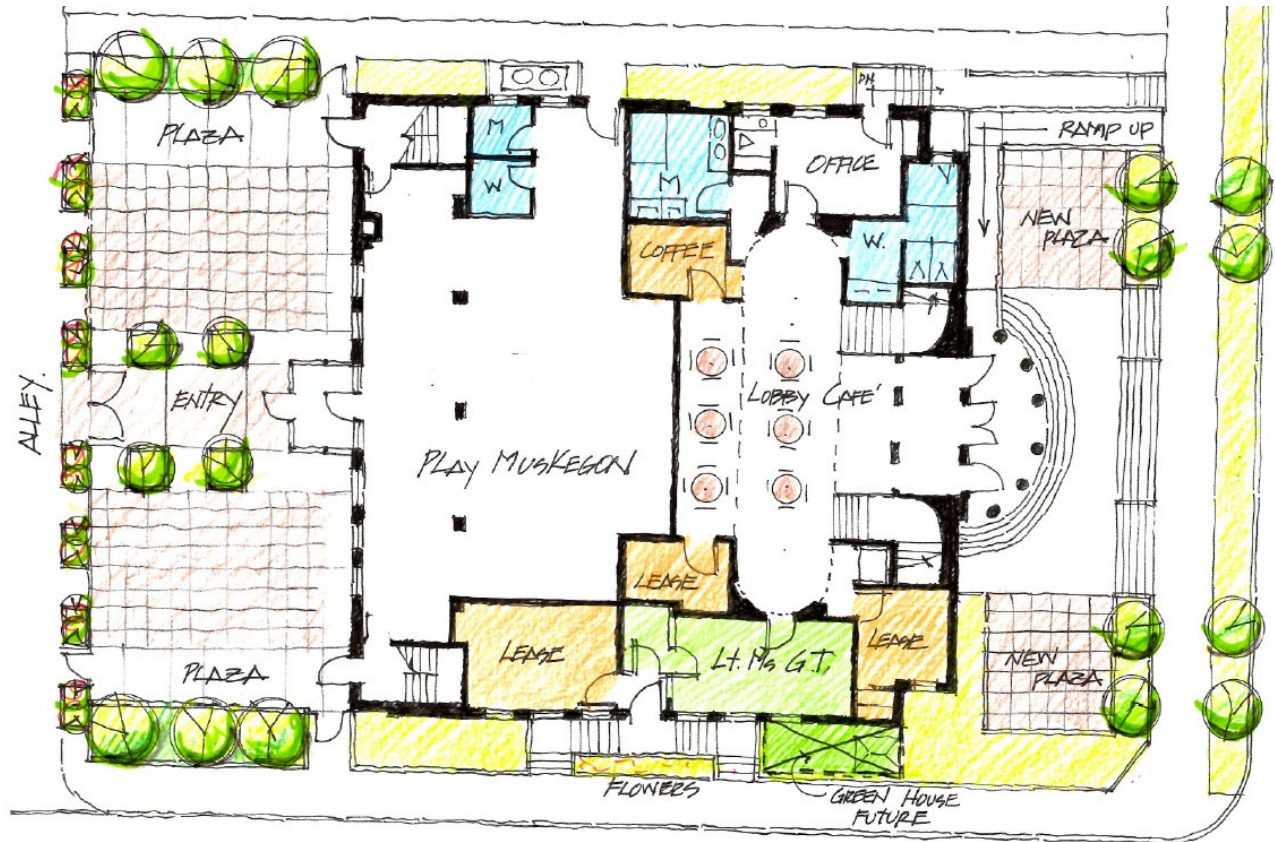 PLAZA
M
W
DN
M
OFFICE
V
RAMP UP
NEW
PLAZA
COFFEE
W.
ALLEY.
ENTRY
LOBBY CAFE'
PLAY MUSKEGON
LEASE
LEASE
LT. Ms G.T.
LEASE
NEW
PLAZA
PLAZA
FLOWERS
GREEN HOUSE
FUTURE